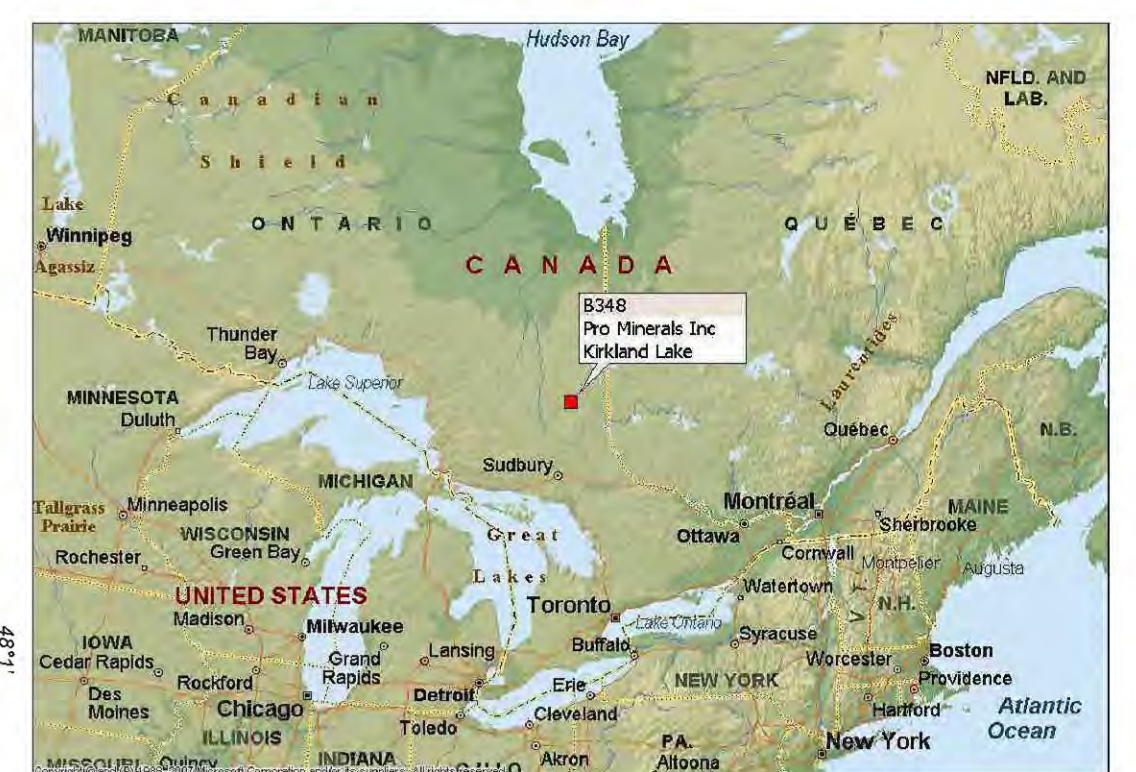 MANITOBA
Hudson Bay
NFLD. AND
LAB.
Canadian
Shield
Lake
Winnipeg
Agassiz
ONTARIO
QUÉBEC
CANADA
B348
Pro Minerals Inc
Kirkland Lake
Thunder
Bay
Lake Superior
Laurentides
MINNESOTA
Duluth
Québec
N.B.
Sudbury
MICHIGAN
Montréal
MAINE
Tallgrass
Prairie
Minneapolis
Sherbrooke
WISCONSIN
Green Bay
Great
Ottawa
Cornwall
Rochester
Montpelier
Augusta
Lakes
Watertown
UNITED STATES
Toronto
VT.
N.H.
Madison
Milwaukee
Lake Ontario
Syracuse
IOWA
Cedar Rapids
Lansing
Buffalo
Boston
Grand
Rapids
Worcester
Rockford
Erie
NEW YORK
Providence
Des
Moines
Detroit
Chicago
Cleveland
Hartford
Atlantic
Ocean
Toledo
ILLINOIS
New York
PA.
MISSOURI
Quincy
INDIANA
OHIO
Akron
Altoona
48°1'